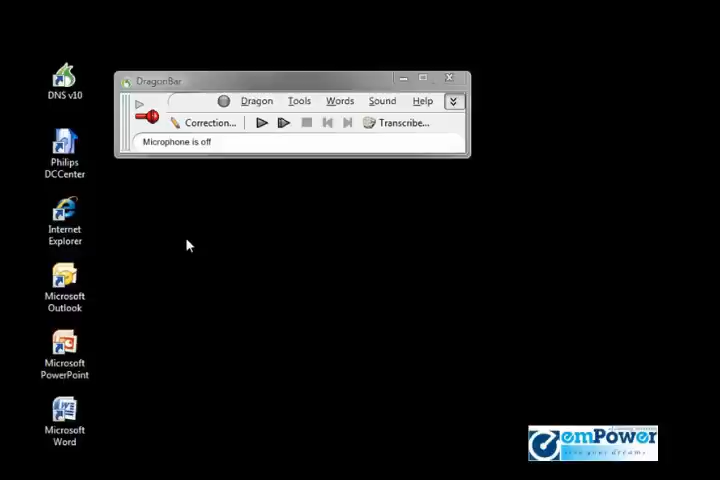 DNS v10
DragonBar
Dragon Tools Words Sound Help
Correction... Transcribe...
Microphone is off
Philips
DCCenter
Internet
Explorer
Microsoft
Outlook
Microsoft
PowerPoint
Microsoft
Word
emPower